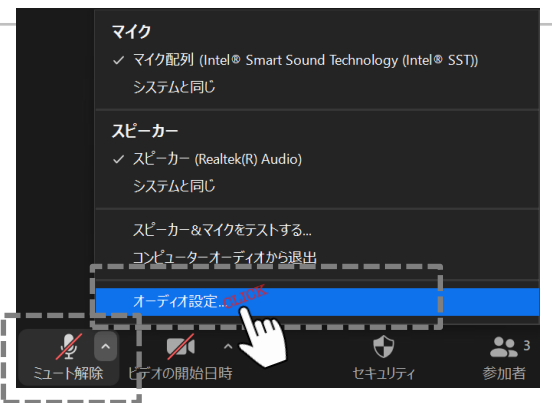 マイク
マイク配列 (Intel® Smart Sound Technology (Intel® SST))
システムと同じ
スピーカー
スピーカー (Realtek(R) Audio)
システムと同じ
スピーカー&マイクをテストする...
コンピューターオーディオから退出
オーディオ設定...CLICK
ミュート解除
ビデオの開始日時
セキュリティ
3
参加者